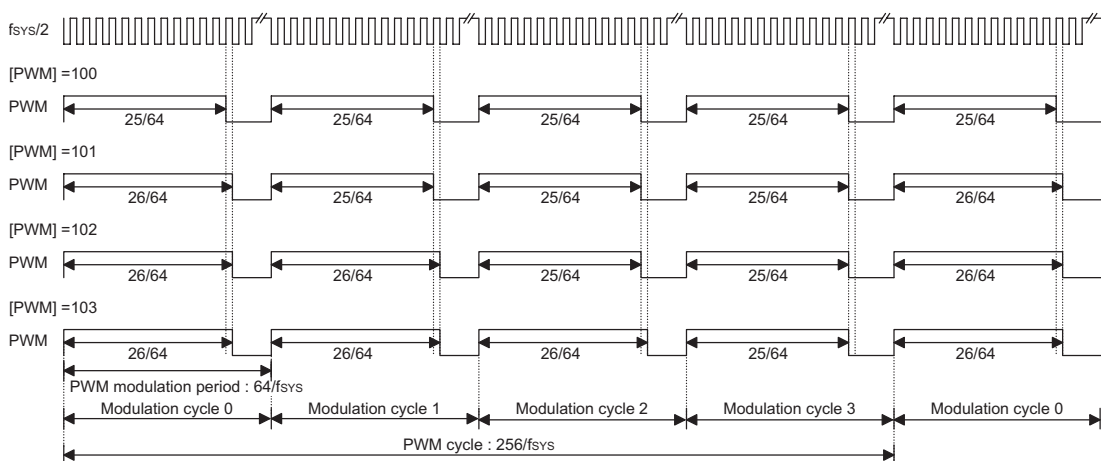 fSYS/2
[PWM] =100
PWM
25/64 25/64 25/64 25/64 25/64
[PWM] =101
PWM
26/64 25/64 25/64 25/64 26/64
[PWM] =102
PWM
26/64 26/64 25/64 25/64 26/64
[PWM] =103
PWM
26/64 26/64 26/64 25/64 26/64
PWM modulation period : 64/fSYS
Modulation cycle 0 Modulation cycle 1 Modulation cycle 2 Modulation cycle 3 Modulation cycle 0
PWM cycle : 256/fSYS